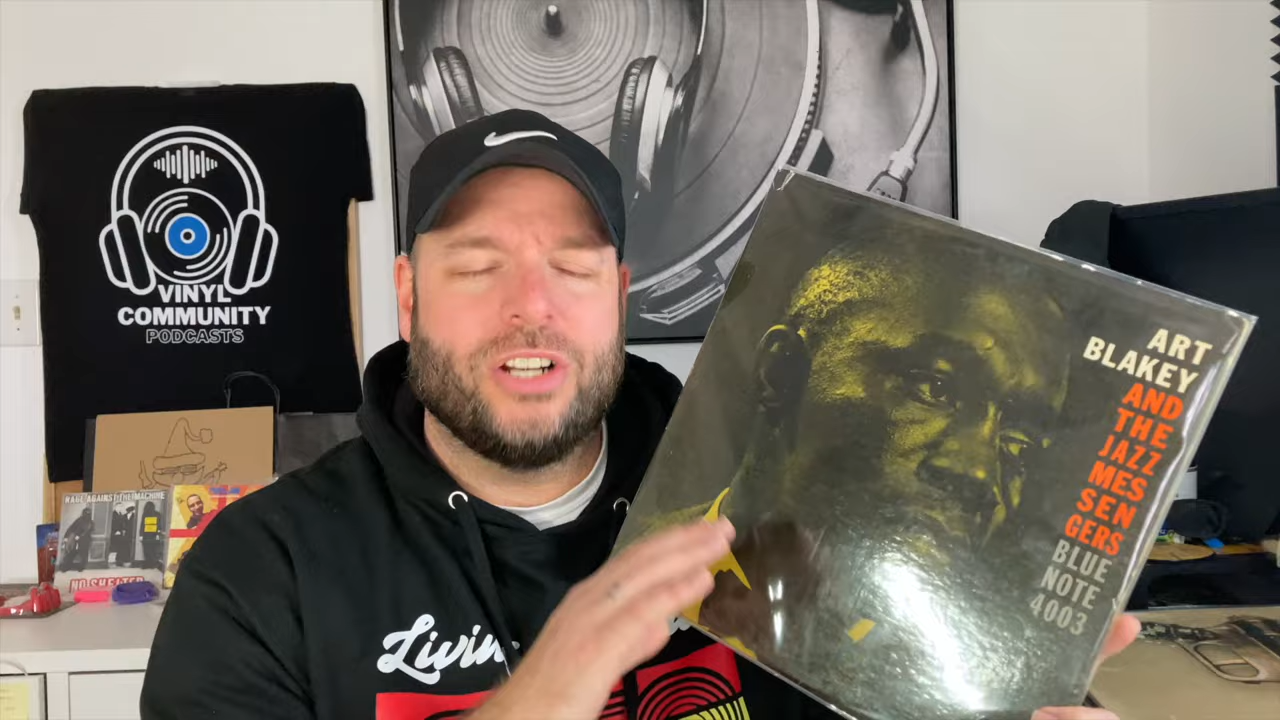 VINYL
COMMUNITY
PODCASTS
RAGE AGAINST THE MACHINE
NO SHELTER
ART
BLAKEY
AND
THE
JAZZ
MES
SEN
GERS
BLUE
NOTE
4003